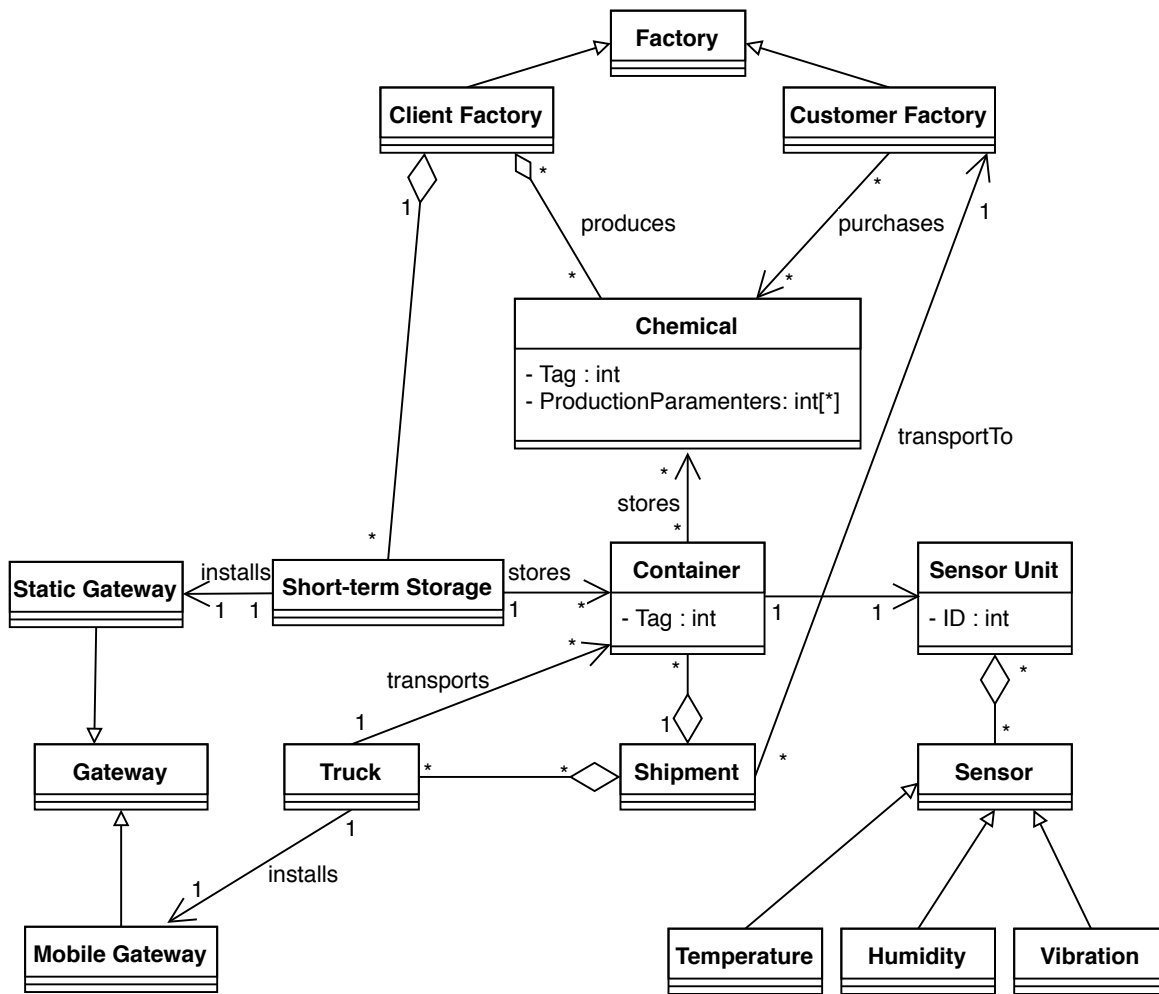 Factory
Client Factory
Customer Factory
*
*
1
1
produces
purchases
*
*
Chemical
- Tag : int
- ProductionParamenters: int[*]
transportTo
*
stores
*
*
Static Gateway
installs
1
1
Short-term Storage
stores
1
*
Container
- Tag : int
1
1
Sensor Unit
- ID : int
*
transports
*
*
1
1
*
Gateway
Truck
*
*
Shipment
*
Sensor
1
installs
1
Mobile Gateway
Temperature
Humidity
Vibration